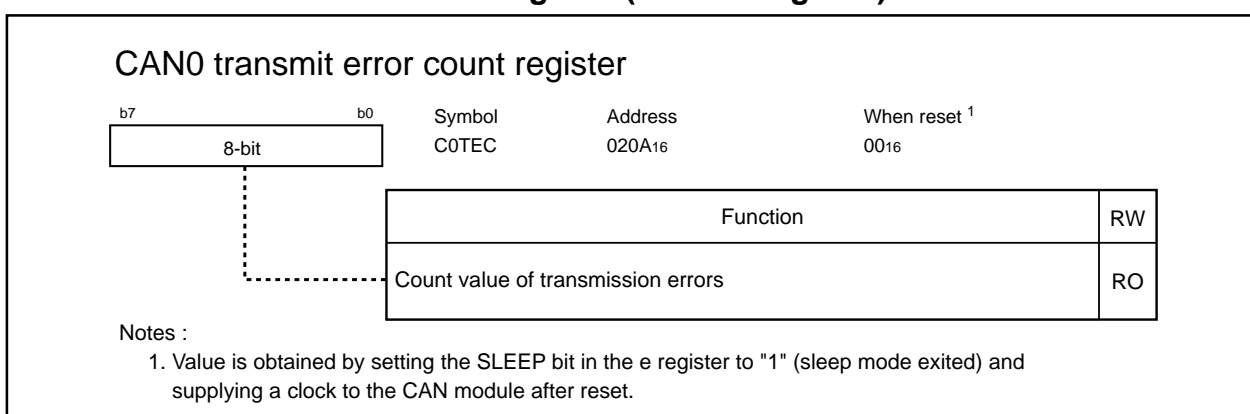 CAN0 transmit error count register
b7 b0 Symbol Address When reset 1
8-bit C0TEC 020A16 0016
Function RW
Count value of transmission errors RO
Notes :
1. Value is obtained by setting the SLEEP bit in the e register to "1" (sleep mode exited) and
supplying a clock to the CAN module after reset.